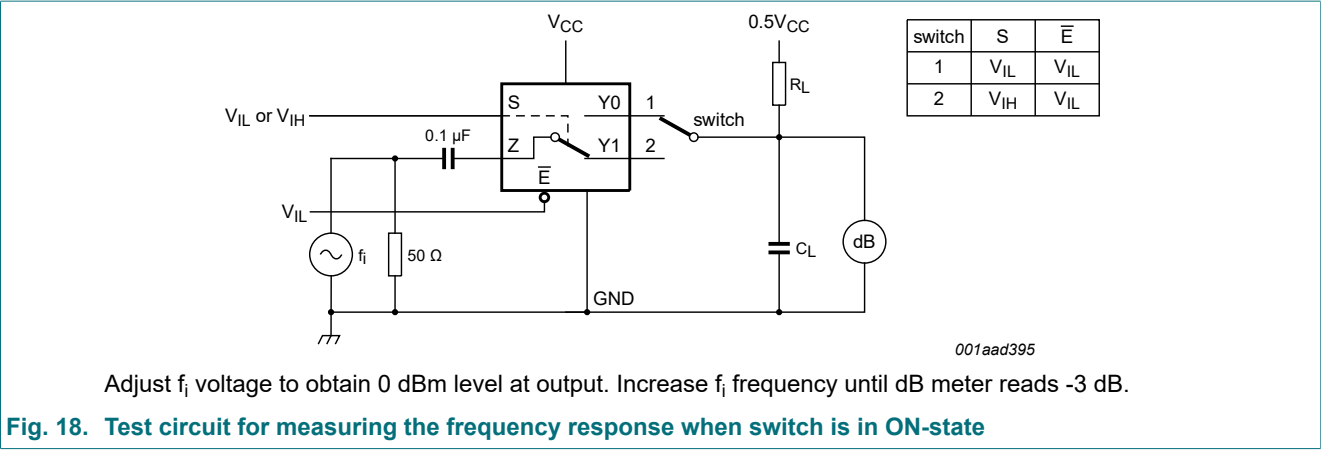 VCC
0.5VCC
switch S E̅
1 VIL VIL
2 VIH VIL
RL
S Y0 1
switch
VIL or VIH
0.1 µF
Z Y1 2
E̅
VIL
fi
50 Ω
CL
dB
GND
001aad395
Adjust fi voltage to obtain 0 dBm level at output. Increase fi frequency until dB meter reads -3 dB.
Fig. 18. Test circuit for measuring the frequency response when switch is in ON-state